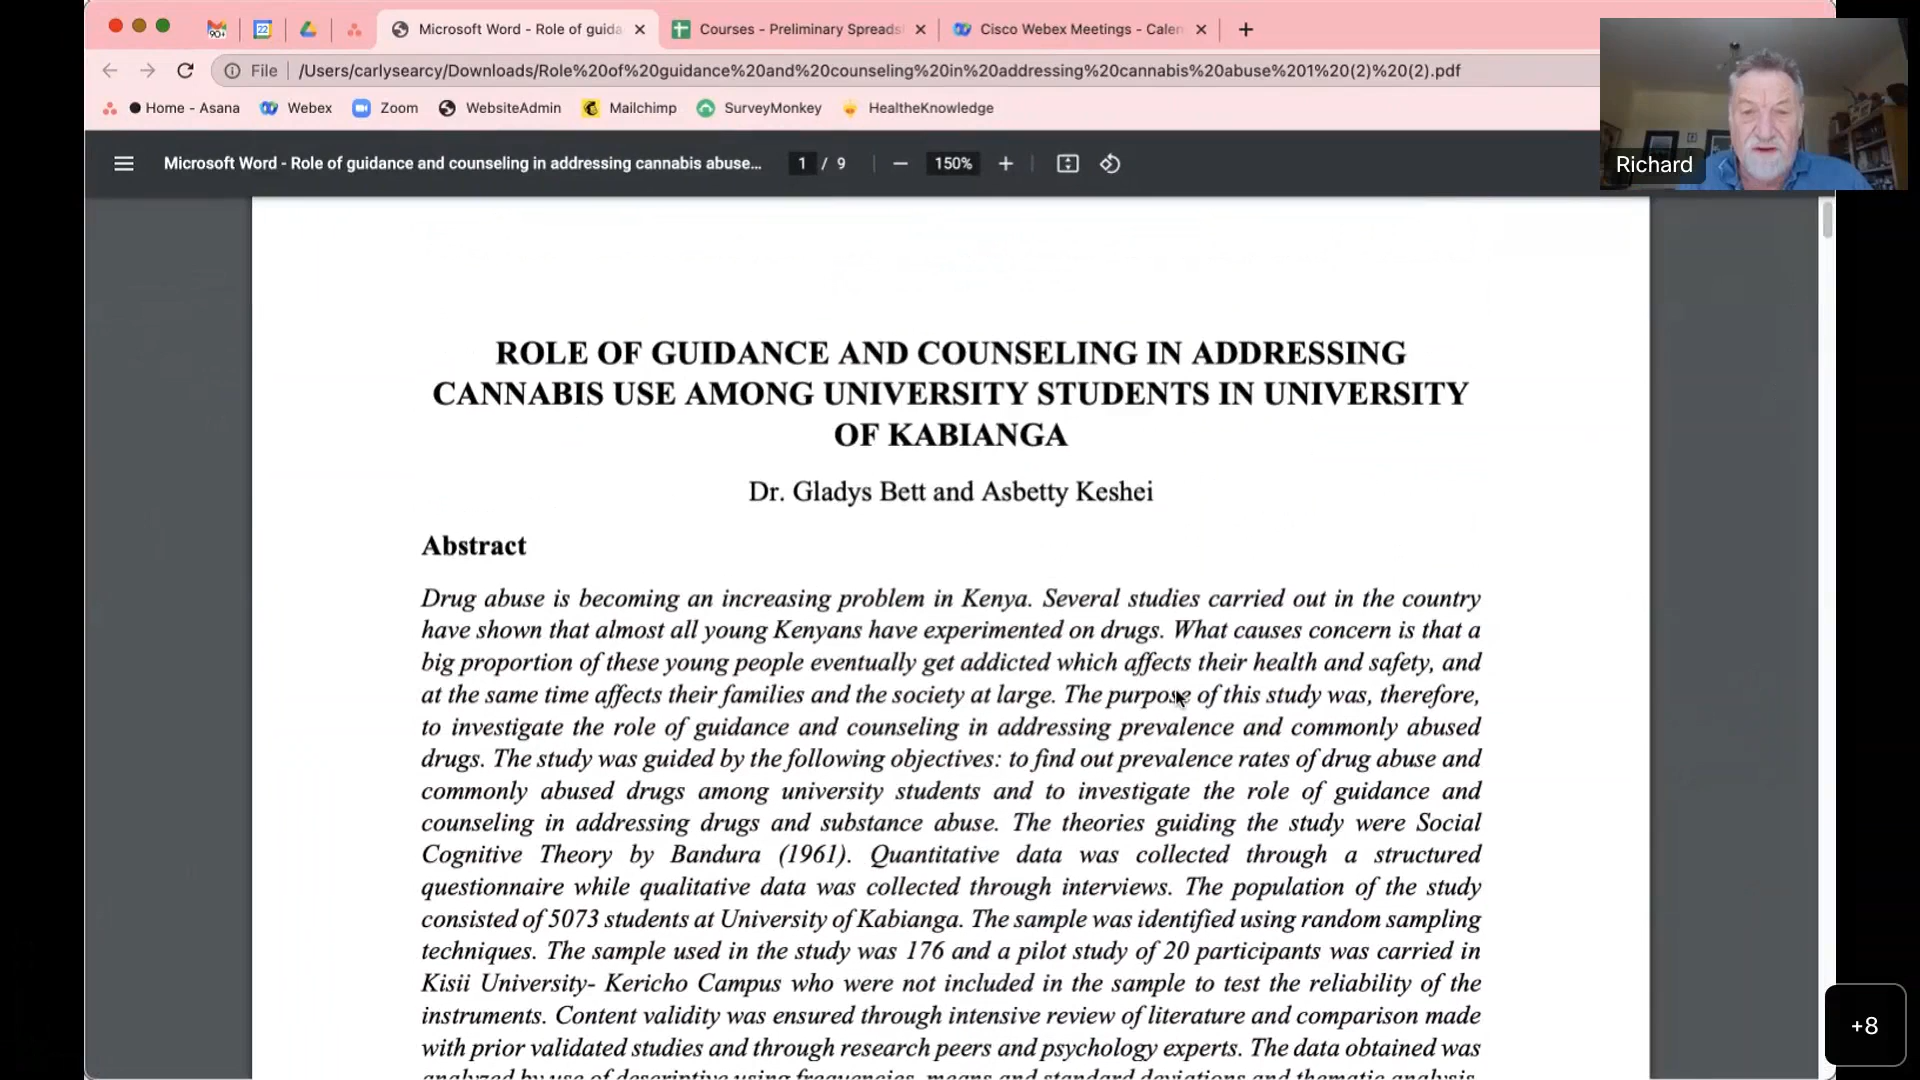 90+
22
Microsoft Word - Role of guida
Courses - Preliminary Spreads
Cisco Webex Meetings - Calen
File
/Users/carlysearcy/Downloads/Role%20of%20guidance%20and%20counseling%20in%20addressing%20cannabis%20abuse%201%20(2)%20(2).pdf
Home - Asana
Webex
Zoom
WebsiteAdmin
Mailchimp
SurveyMonkey
HealtheKnowledge
Microsoft Word - Role of guidance and counseling in addressing cannabis abuse...
1 / 9
150%
Richard
ROLE OF GUIDANCE AND COUNSELING IN ADDRESSING
CANNABIS USE AMONG UNIVERSITY STUDENTS IN UNIVERSITY
OF KABIANGA
Dr. Gladys Bett and Asbetty Keshei
Abstract
Drug abuse is becoming an increasing problem in Kenya. Several studies carried out in the country
have shown that almost all young Kenyans have experimented on drugs. What causes concern is that a
big proportion of these young people eventually get addicted which affects their health and safety, and
at the same time affects their families and the society at large. The purpose of this study was, therefore,
to investigate the role of guidance and counseling in addressing prevalence and commonly abused
drugs. The study was guided by the following objectives: to find out prevalence rates of drug abuse and
commonly abused drugs among university students and to investigate the role of guidance and
counseling in addressing drugs and substance abuse. The theories guiding the study were Social
Cognitive Theory by Bandura (1961). Quantitative data was collected through a structured
questionnaire while qualitative data was collected through interviews. The population of the study
consisted of 5073 students at University of Kabianga. The sample was identified using random sampling
techniques. The sample used in the study was 176 and a pilot study of 20 participants was carried in
Kisii University- Kericho Campus who were not included in the sample to test the reliability of the
instruments. Content validity was ensured through intensive review of literature and comparison made
with prior validated studies and through research peers and psychology experts. The data obtained was
analyzed by use of descriptive using frequencies, means and standard deviations and thematic analysis.
+8